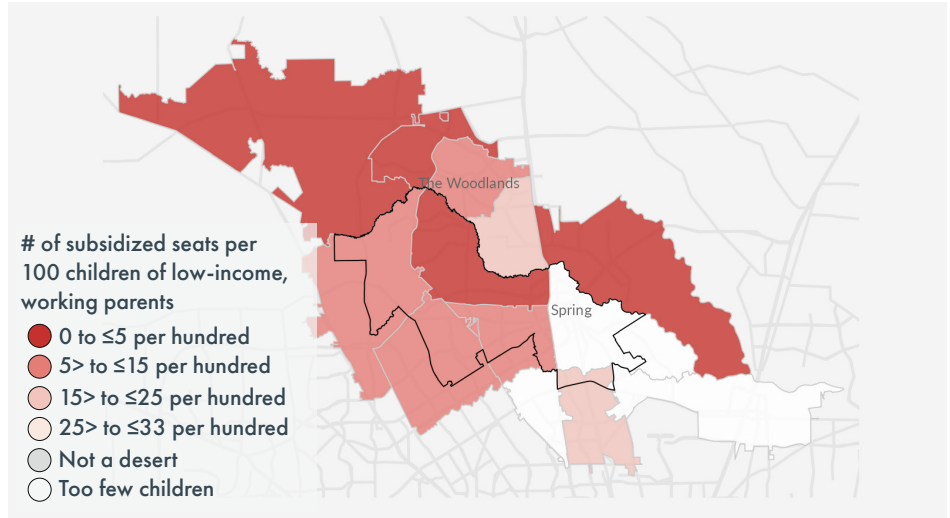 The Woodlands
# of subsidized seats per
100 children of low-income,
working parents
0 to ≤5 per hundred
5> to ≤15 per hundred
15> to ≤25 per hundred
25> to ≤33 per hundred
Not a desert
Too few children
Spring